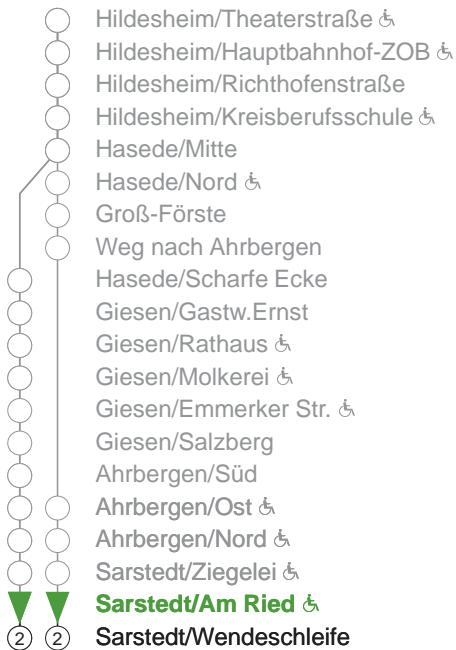 Hildesheim/Theaterstraße
Hildesheim/Hauptbahnhof-ZOB
Hildesheim/Richthofenstraße
Hildesheim/Kreisberufsschule
Hasede/Mitte
Hasede/Nord
Groß-Förste
Weg nach Ahrbergen
Hasede/Scharfe Ecke
Giesen/Gastw.Ernst
Giesen/Rathaus
Giesen/Molkerei
Giesen/Emmerker Str.
Giesen/Salzberg
Ahrbergen/Süd
Ahrbergen/Ost
Ahrbergen/Nord
Sarstedt/Ziegelei
Sarstedt/Am Ried
2 2 Sarstedt/Wendeschleife